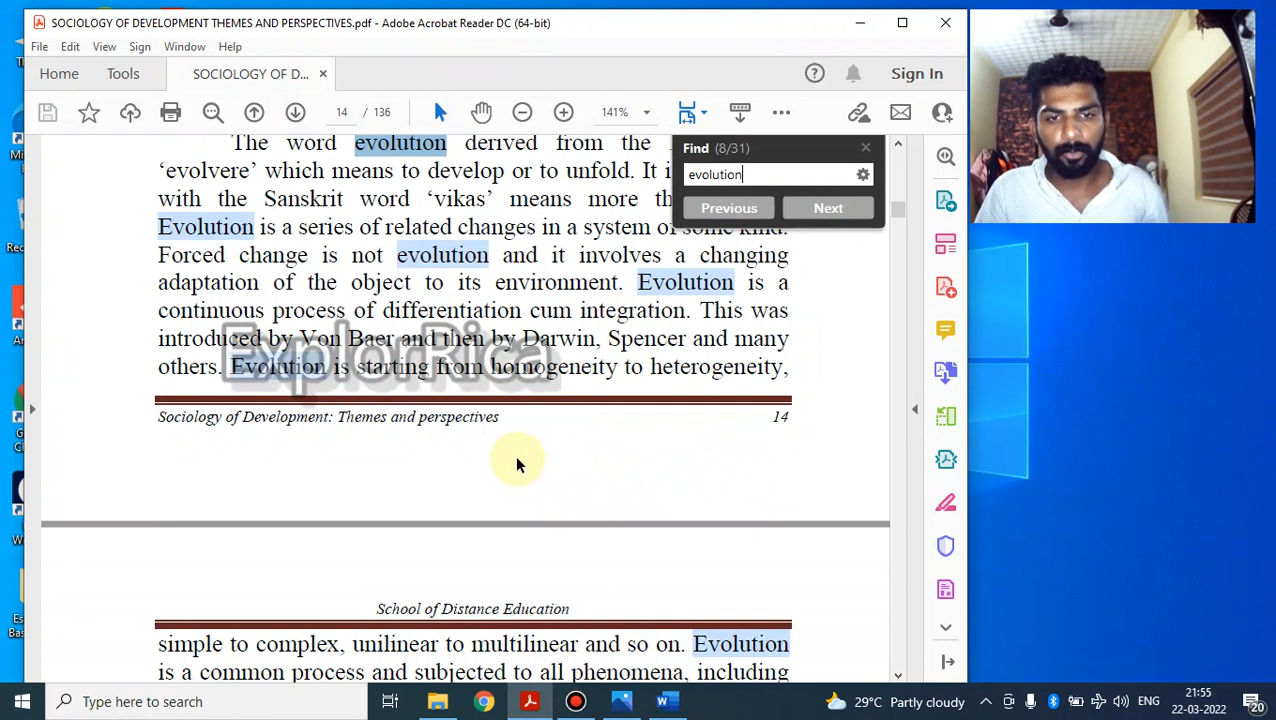 SOCIOLOGY OF DEVELOPMENT THEMES AND PERSPECTIVES.pdf - Adobe Acrobat Reader DC (64-bit)
File Edit View Sign Window Help
Home Tools SOCIOLOGY OF D... Sign In
14 / 136 141%
Find (8/31)
evolution
Previous Next
The word evolution derived from the
‘evolvere’ which means to develop or to unfold. It
with the Sanskrit word ‘vikas’ means more
Evolution is a series of related changes in a system of some kind.
Forced change is not evolution and it involves a changing
adaptation of the object to its environment. Evolution is a
continuous process of differentiation cum integration. This was
introduced by Von Baer and then by Darwin, Spencer and many
others. Evolution is starting from homogeneity to heterogeneity,
ExplorRica
Sociology of Development: Themes and perspectives 14
School of Distance Education
simple to complex, unilinear to multilinear and so on. Evolution
is a common process and subjected to all phenomena, including
Type here to search
29°C Partly cloudy ENG 21:55
22-03-2022 20